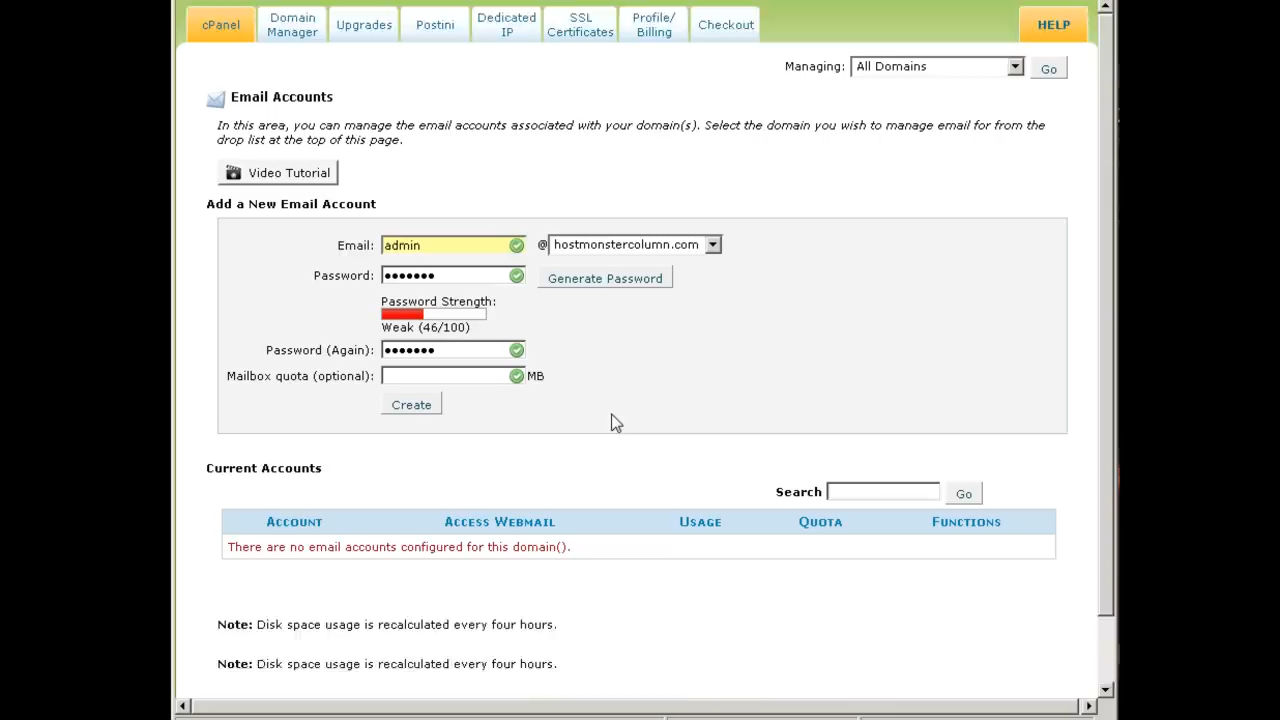 cPanel
Domain Manager
Upgrades
Postini
Dedicated IP
SSL Certificates
Profile/ Billing
Checkout
HELP
Managing: All Domains Go
Email Accounts
In this area, you can manage the email accounts associated with your domain(s). Select the domain you wish to manage email for from the
drop list at the top of this page.
Video Tutorial
Add a New Email Account
Email: admin @ hostmonstercolumn.com
Password: ••••••• Generate Password
Password Strength:
Weak (46/100)
Password (Again): •••••••
Mailbox quota (optional): MB
Create
Current Accounts
Search Go
ACCOUNT ACCESS WEBMAIL USAGE QUOTA FUNCTIONS
There are no email accounts configured for this domain().
Note: Disk space usage is recalculated every four hours.
Note: Disk space usage is recalculated every four hours.